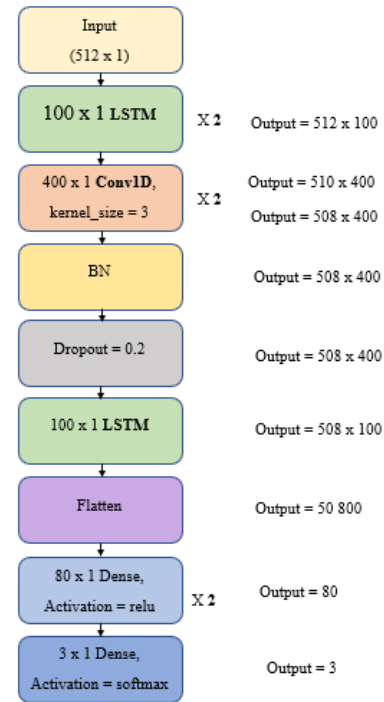 Input
(512 x 1)
100 x 1 LSTM
X 2
Output = 512 x 100
400 x 1 Conv1D,
kernel_size = 3
X 2
Output = 510 x 400
Output = 508 x 400
BN
Output = 508 x 400
Dropout = 0.2
Output = 508 x 400
100 x 1 LSTM
Output = 508 x 100
Flatten
Output = 50 800
80 x 1 Dense,
Activation = relu
X 2
Output = 80
3 x 1 Dense,
Activation = softmax
Output = 3